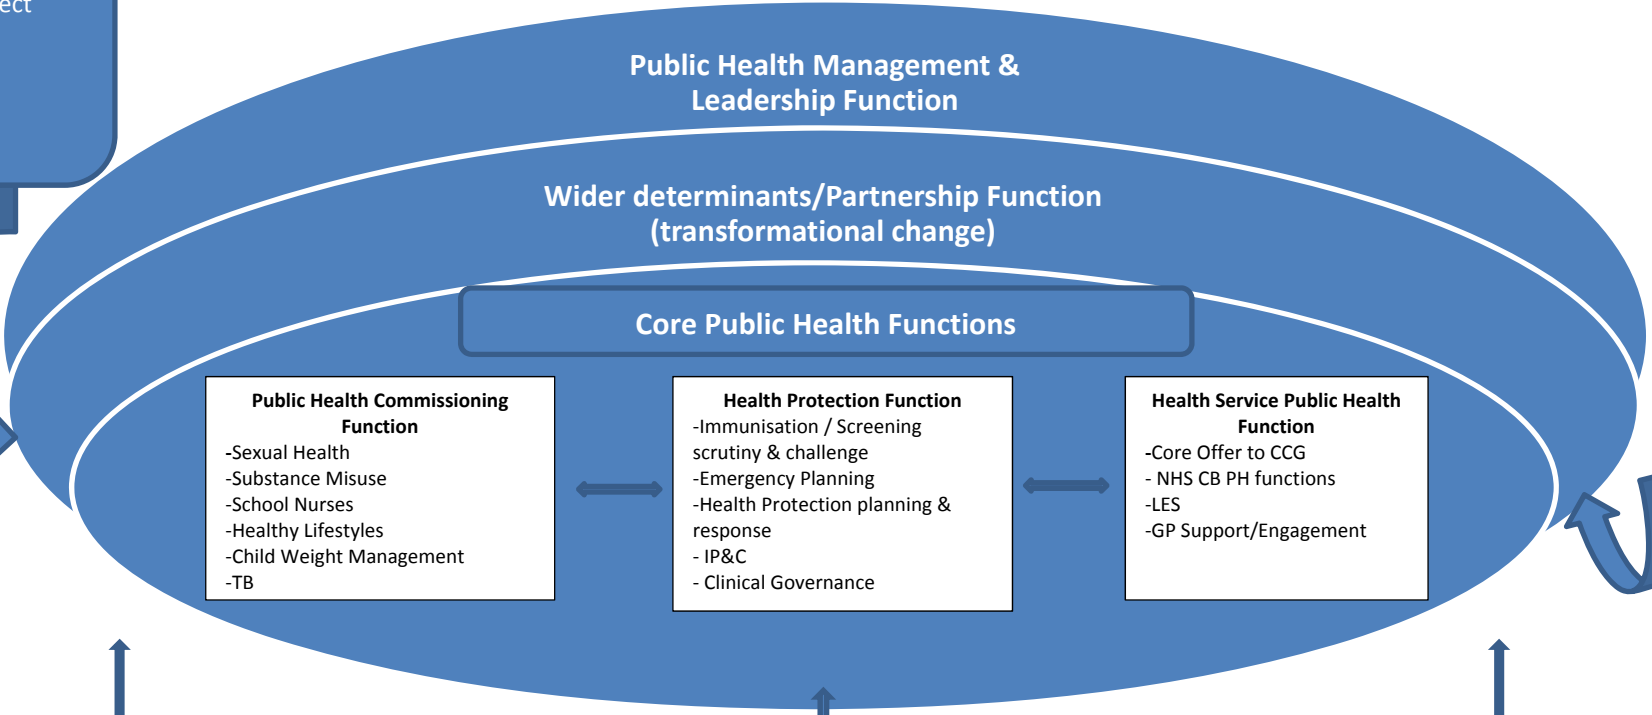 Public Health Management &
Leadership Function
Wider determinants/Partnership Function
(transformational change)
Core Public Health Functions
Public Health Commissioning
Function
-Sexual Health
-Substance Misuse
-School Nurses
-Healthy Lifestyles
-Child Weight Management
-TB
Health Protection Function
-Immunisation / Screening
scrutiny & challenge
-Emergency Planning
-Health Protection planning &
response
- IP&C
- Clinical Governance
Health Service Public Health
Function
-Core Offer to CCG
- NHS CB PH functions
-LES
-GP Support/Engagement